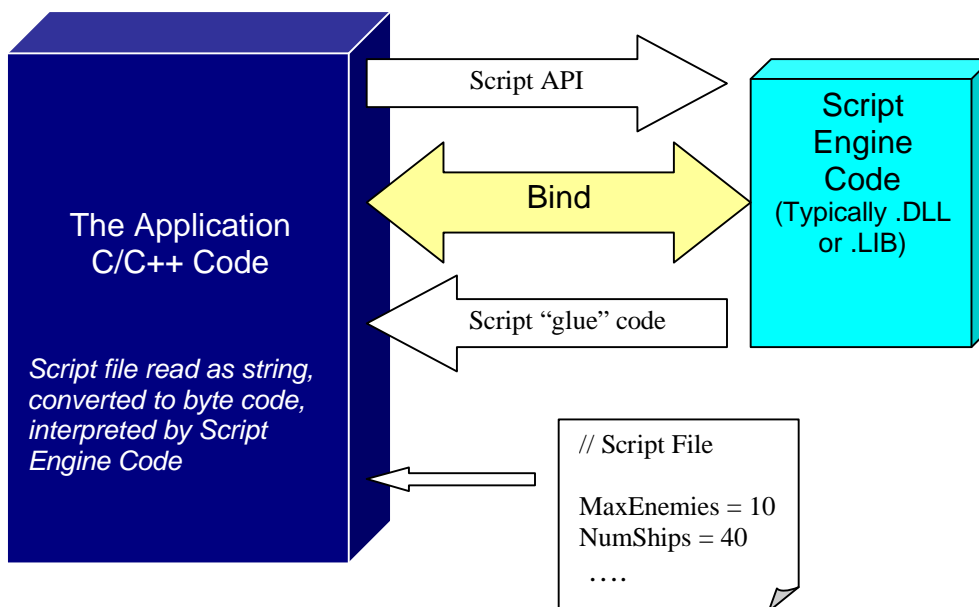 The Application
C/C++ Code
Script file read as string,
converted to byte code,
interpreted by Script
Engine Code
Script API
Bind
Script “glue” code
Script
Engine
Code
(Typically .DLL
or .LIB)
// Script File
MaxEnemies = 10
NumShips = 40
….